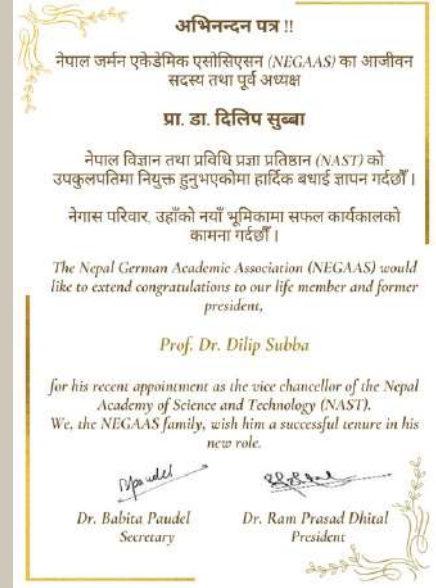 अभिनन्दन पत्र !!
नेपाल जर्मन एकेडेमिक एसोसिएसन (NEGAAS) का आजीवन
सदस्य तथा पूर्व अध्यक्ष
प्रा. डा. दिलिप सुब्बा
नेपाल विज्ञान तथा प्रविधि प्रज्ञा प्रतिष्ठान (NAST) को
उपकुलपतिमा नियुक्त हुनुभएकोमा हार्दिक बधाई ज्ञापन गर्दछौँ ।
नेगास परिवार, उहाँको नयाँ भूमिकामा सफल कार्यकालको
कामना गर्दछौँ ।
The Nepal German Academic Association (NEGAAS) would
like to extend congratulations to our life member and former
president,
Prof. Dr. Dilip Subba
for his recent appointment as the vice chancellor of the Nepal
Academy of Science and Technology (NAST).
We, the NEGAAS family, wish him a successful tenure in his
new role.
BPaudel
Dr. Babita Paudel
Secretary
Dr. Ram Prasad Dhital
President